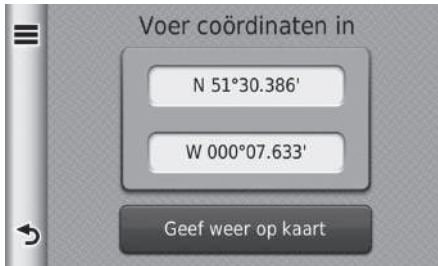 Voer coördinaten in
N 51°30.386'
W 000°07.633'
Geef weer op kaart